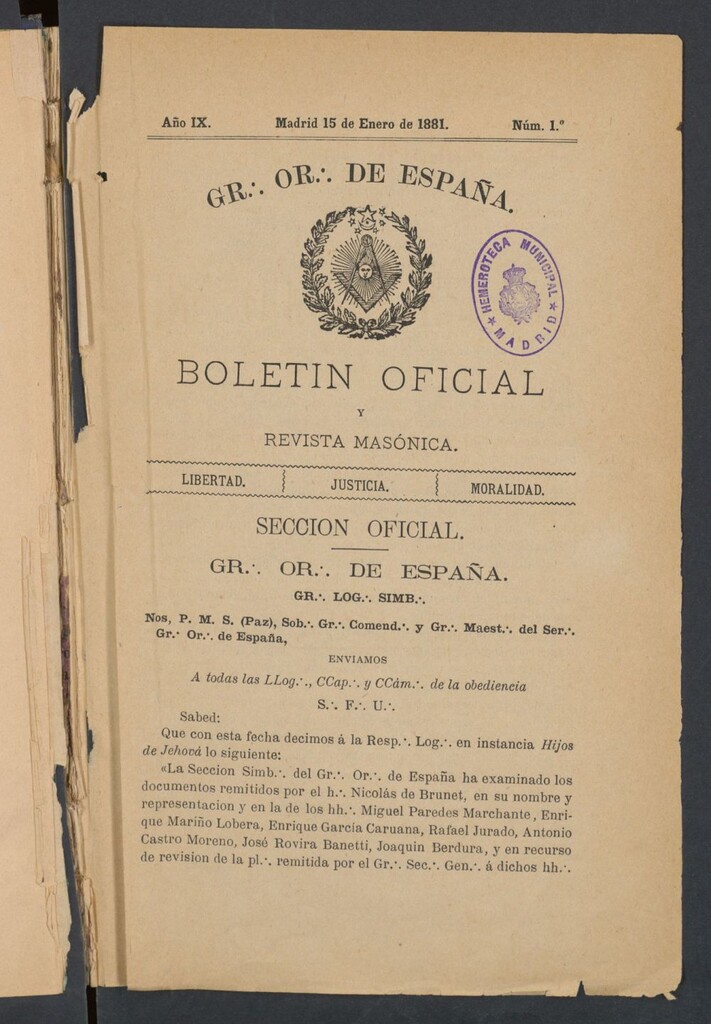 Año IX. Madrid 15 de Enero de 1881. Núm. 1.º
GR.·. OR.·. DE ESPAÑA.
HEMEROTECA MUNICIPAL
* MADRID *
BOLETIN OFICIAL
Y
REVISTA MASÓNICA.
LIBERTAD. JUSTICIA. MORALIDAD.
SECCION OFICIAL.
GR.·. OR.·. DE ESPAÑA.
GR.·. LOG.·. SIMB.·.
Nos, P. M. S. (Paz), Sob.·. Gr.·. Comend.·. y Gr.·. Maest.·. del Ser.·.
Gr.·. Or.·. de España,
ENVIAMOS
A todas las LLog.·., CCap.·. y CCám.·. de la obediencia
S.·. F.·. U.·.
Sabed:
Que con esta fecha decimos á la Resp.·. Log.·. en instancia Hijos
de Jehová lo siguiente:
«La Seccion Simb.·. del Gr.·. Or.·. de España ha examinado los
documentos remitidos por el h.·. Nicolás de Brunet, en su nombre y
representacion y en la de los hh.·. Miguel Paredes Marchante, Enri-
que Mariño Lobera, Enrique García Caruana, Rafael Jurado, Antonio
Castro Moreno, José Rovira Banetti, Joaquin Berdura, y en recurso
de revision de la pl.·. remitida por el Gr.·. Sec.·. Gen.·. á dichos hh.·.